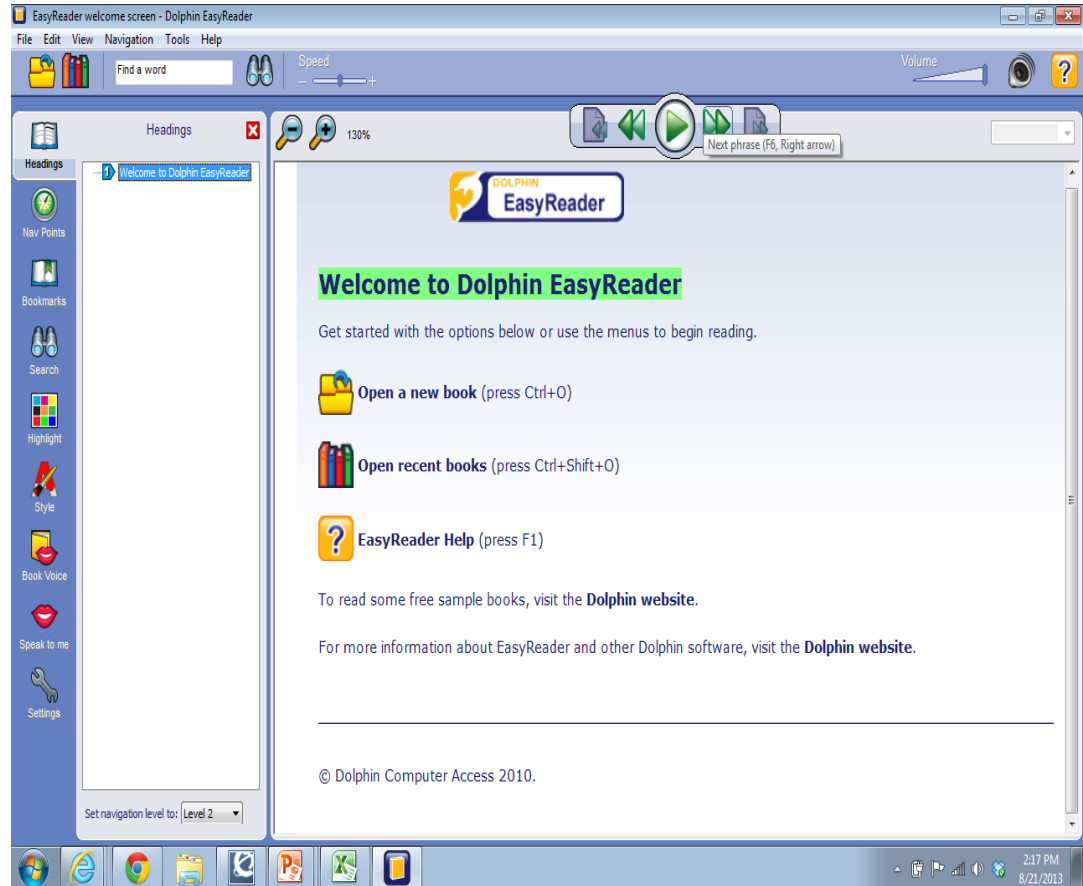 EasyReader welcome screen - Dolphin EasyReader
File Edit View Navigation Tools Help
Find a word
Speed
- +
Volume
?
Headings
130%
Next phrase (F6, Right arrow)
Headings
Nav Points
Bookmarks
Search
Highlight
Style
Book Voice
Speak to me
Settings
1 Welcome to Dolphin EasyReader
Set navigation level to: Level 2
DOLPHIN
EasyReader
Welcome to Dolphin EasyReader
Get started with the options below or use the menus to begin reading.
Open a new book (press Ctrl+O)
Open recent books (press Ctrl+Shift+O)
? EasyReader Help (press F1)
To read some free sample books, visit the Dolphin website.
For more information about EasyReader and other Dolphin software, visit the Dolphin website.
© Dolphin Computer Access 2010.
2:17 PM
8/21/2013